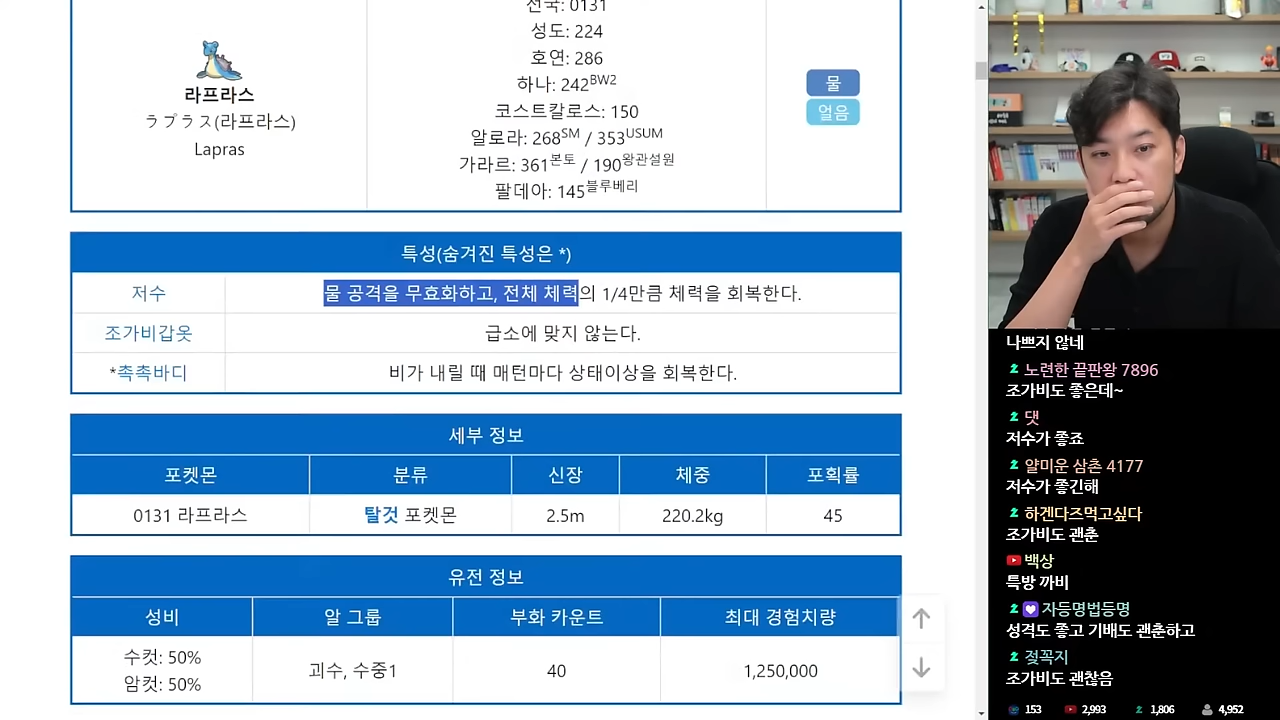 전국: 0131
성도: 224
호연: 286
하나: 242BW2
코스트칼로스: 150
알로라: 268SM / 353USUM
가라르: 361본토 / 190왕관설원
팔데아: 145블루베리
라프라스
ラプラス(라프라스)
Lapras
물
얼음
특성(숨겨진 특성은 *)
저수
물 공격을 무효화하고, 전체 체력의 1/4만큼 체력을 회복한다.
조가비갑옷
급소에 맞지 않는다.
*촉촉바디
비가 내릴 때 매턴마다 상태이상을 회복한다.
세부 정보
포켓몬 분류 신장 체중 포획률
0131 라프라스 탈것 포켓몬 2.5m 220.2kg 45
유전 정보
성비 알 그룹 부화 카운트 최대 경험치량
수컷: 50%
암컷: 50%
괴수, 수중1 40 1,250,000
나쁘지 않네
노련한 끝판왕 7896
조가비도 좋은데~
댓
저수가 좋죠
얄미운 삼촌 4177
저수가 좋긴해
하겐다즈먹고싶다
조가비도 괜춘
백상
특방 까비
자등명법등명
성격도 좋고 기배도 괜춘하고
젖꼭지
조가비도 괜찮음
153 2,993 1,806 4,952